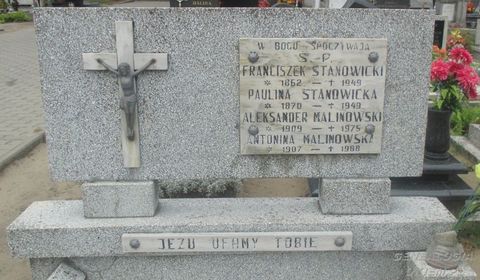 W BOGU SPOCZYWAJĄ
Ś.P.
FRANCISZEK STANOWICKI
* 1862 — † 1949
PAULINA STANOWICKA
* 1870 — † 1949
ALEKSANDER MALINOWSKI
* 1909 — † 1975
ANTONINA MALINOWSKA
* 1907 — † 1988
JEZU UFAMY TOBIE